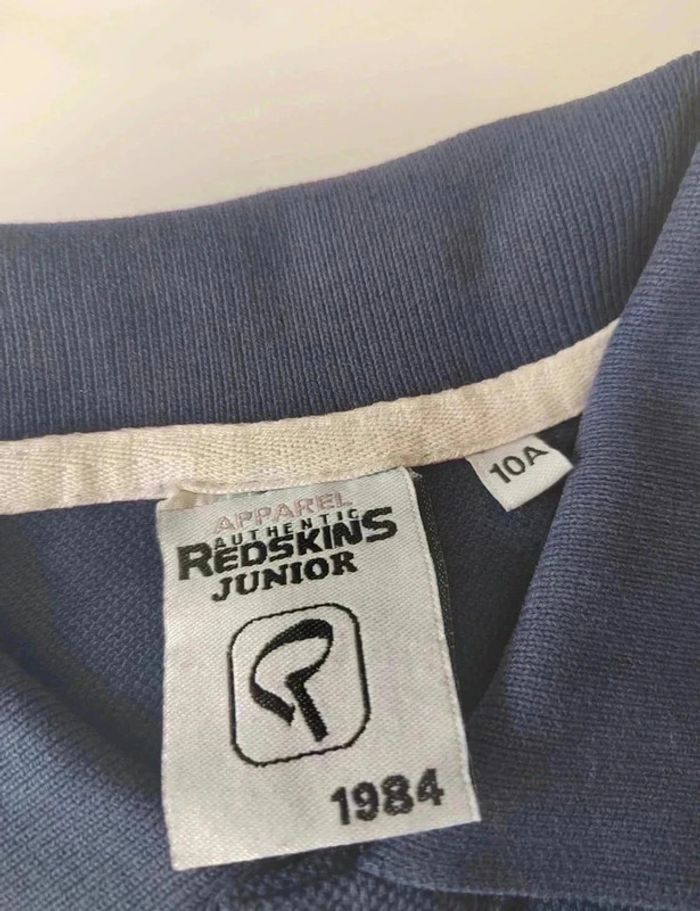 APPAREL
AUTHENTIC
REDSKINS
JUNIOR
1984
10A